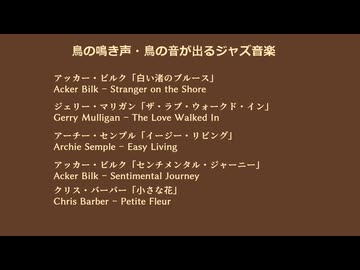 鳥の鳴き声・鳥の音が出るジャズ音楽
アッカー・ビルク「白い渚のブルース」
Acker Bilk - Stranger on the Shore
ジェリー・マリガン「ザ・ラブ・ウォークド・イン」
Gerry Mulligan - The Love Walked In
アーチー・センプル「イージー・リビング」
Archie Semple - Easy Living
アッカー・ビルク「センチメンタル・ジャーニー」
Acker Bilk - Sentimental Journey
クリス・バーバー「小さな花」
Chris Barber - Petite Fleur